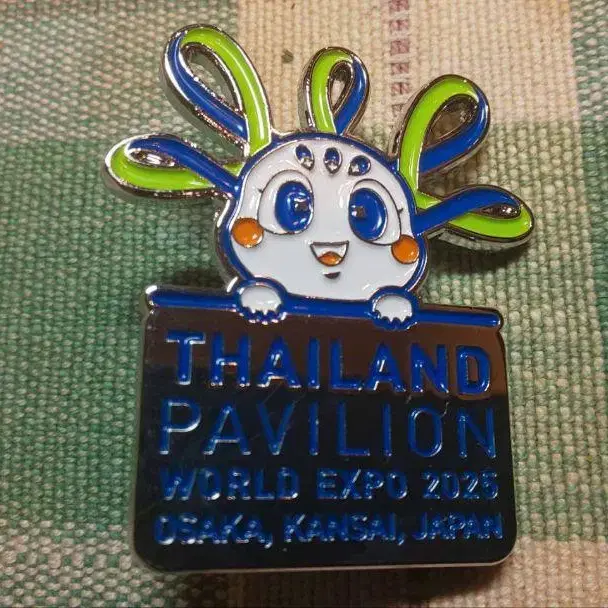 THAILAND
PAVILION
WORLD EXPO 2025
OSAKA, KANSAI, JAPAN